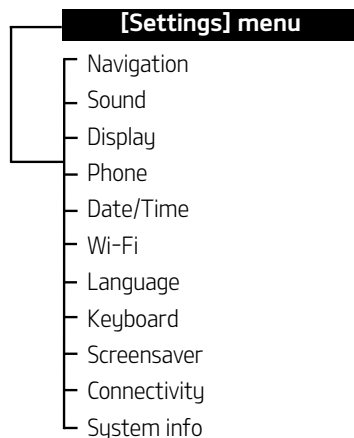 [Settings] menu
Navigation
Sound
Display
Phone
Date/Time
Wi-Fi
Language
Keyboard
Screensaver
Connectivity
System info